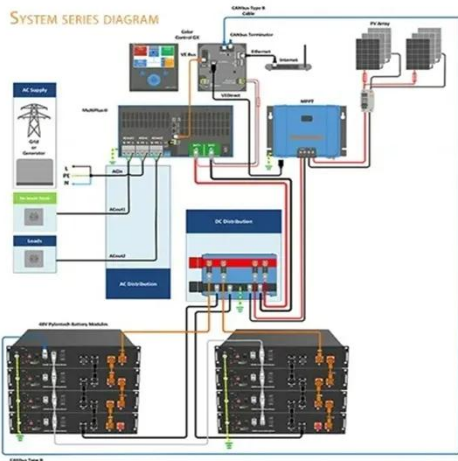 SYSTEM SERIES DIAGRAM
CANbus Type B
Cable
Color
Control GX
CANbus Terminator
VE Bus
Ethernet
Internet
PV Array
AC Supply
Grid
or
Generator
MultiPlus-II
VE.Direct
MPPT
L
PE
N
ACin
ACout1
Loads
ACout2
AC Distribution
DC Distribution
48V Pylontech Battery Modules
CANbus Type B